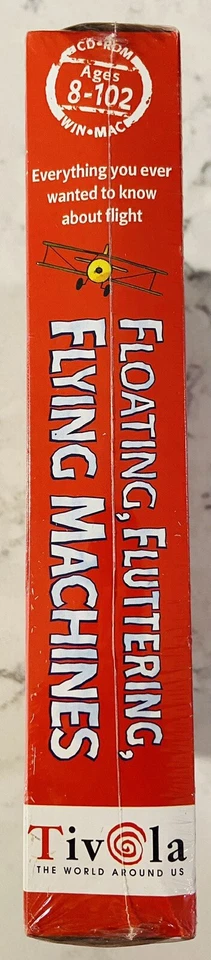 CD•ROM
Ages
8-102
WIN•MAC
Everything you ever
wanted to know
about flight
FLOATING, FLUTTERING,
FLYING MACHINES
Tivola
THE WORLD AROUND US